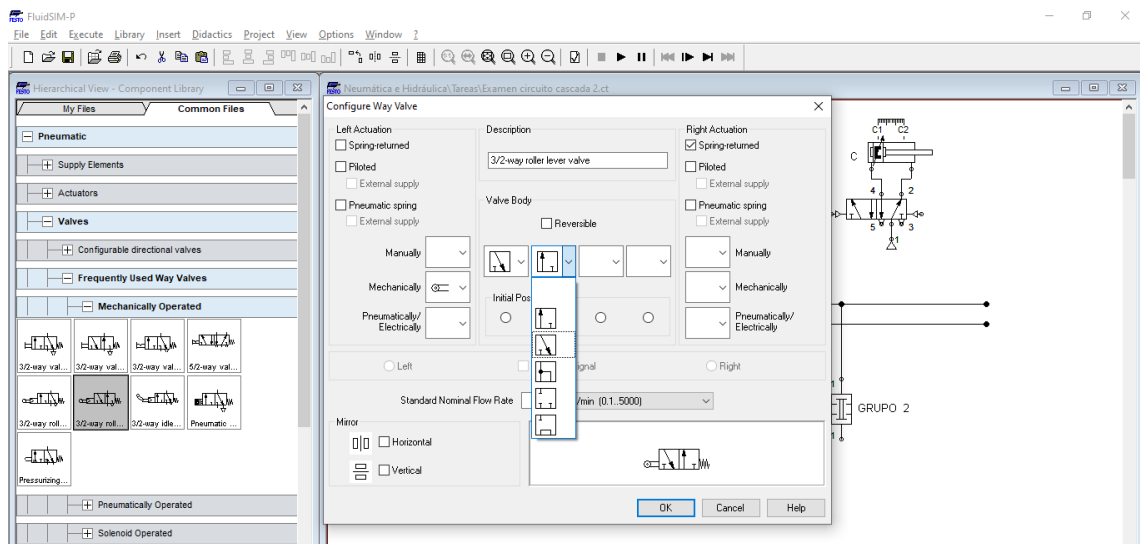 FESTO FluidSIM-P
File Edit Execute Library Insert Didactics Project View Options Window ?
FESTO Hierarchical View - Component Library
FESTO Neumática e Hidráulica\Tareas\Examen circuito cascada 2.ct
My Files Common Files
Pneumatic
Supply Elements
Actuators
Valves
Configurable directional valves
Frequently Used Way Valves
Mechanically Operated
3/2-way val... 3/2-way val... 3/2-way val... 5/2-way val...
3/2-way roll... 3/2-way roll... 3/2-way idle... Pneumatic ...
Pressurizing...
Pneumatically Operated
Solenoid Operated
Configure Way Valve
Left Actuation
Spring-returned
Piloted
External supply
Pneumatic spring
External supply
Manually
Mechanically
Pneumatically/
Electrically
Description
3/2-way roller lever valve
Valve Body
Reversible
Initial Pos
Right Actuation
Spring-returned
Piloted
External supply
Pneumatic spring
External supply
Manually
Mechanically
Pneumatically/
Electrically
Left
ignal
Right
Standard Nominal Flow Rate
/min (0.1..5000)
Mirror
Horizontal
Vertical
OK Cancel Help
C1 C2
C
4 2
5 3
1
1
GRUPO 2
1